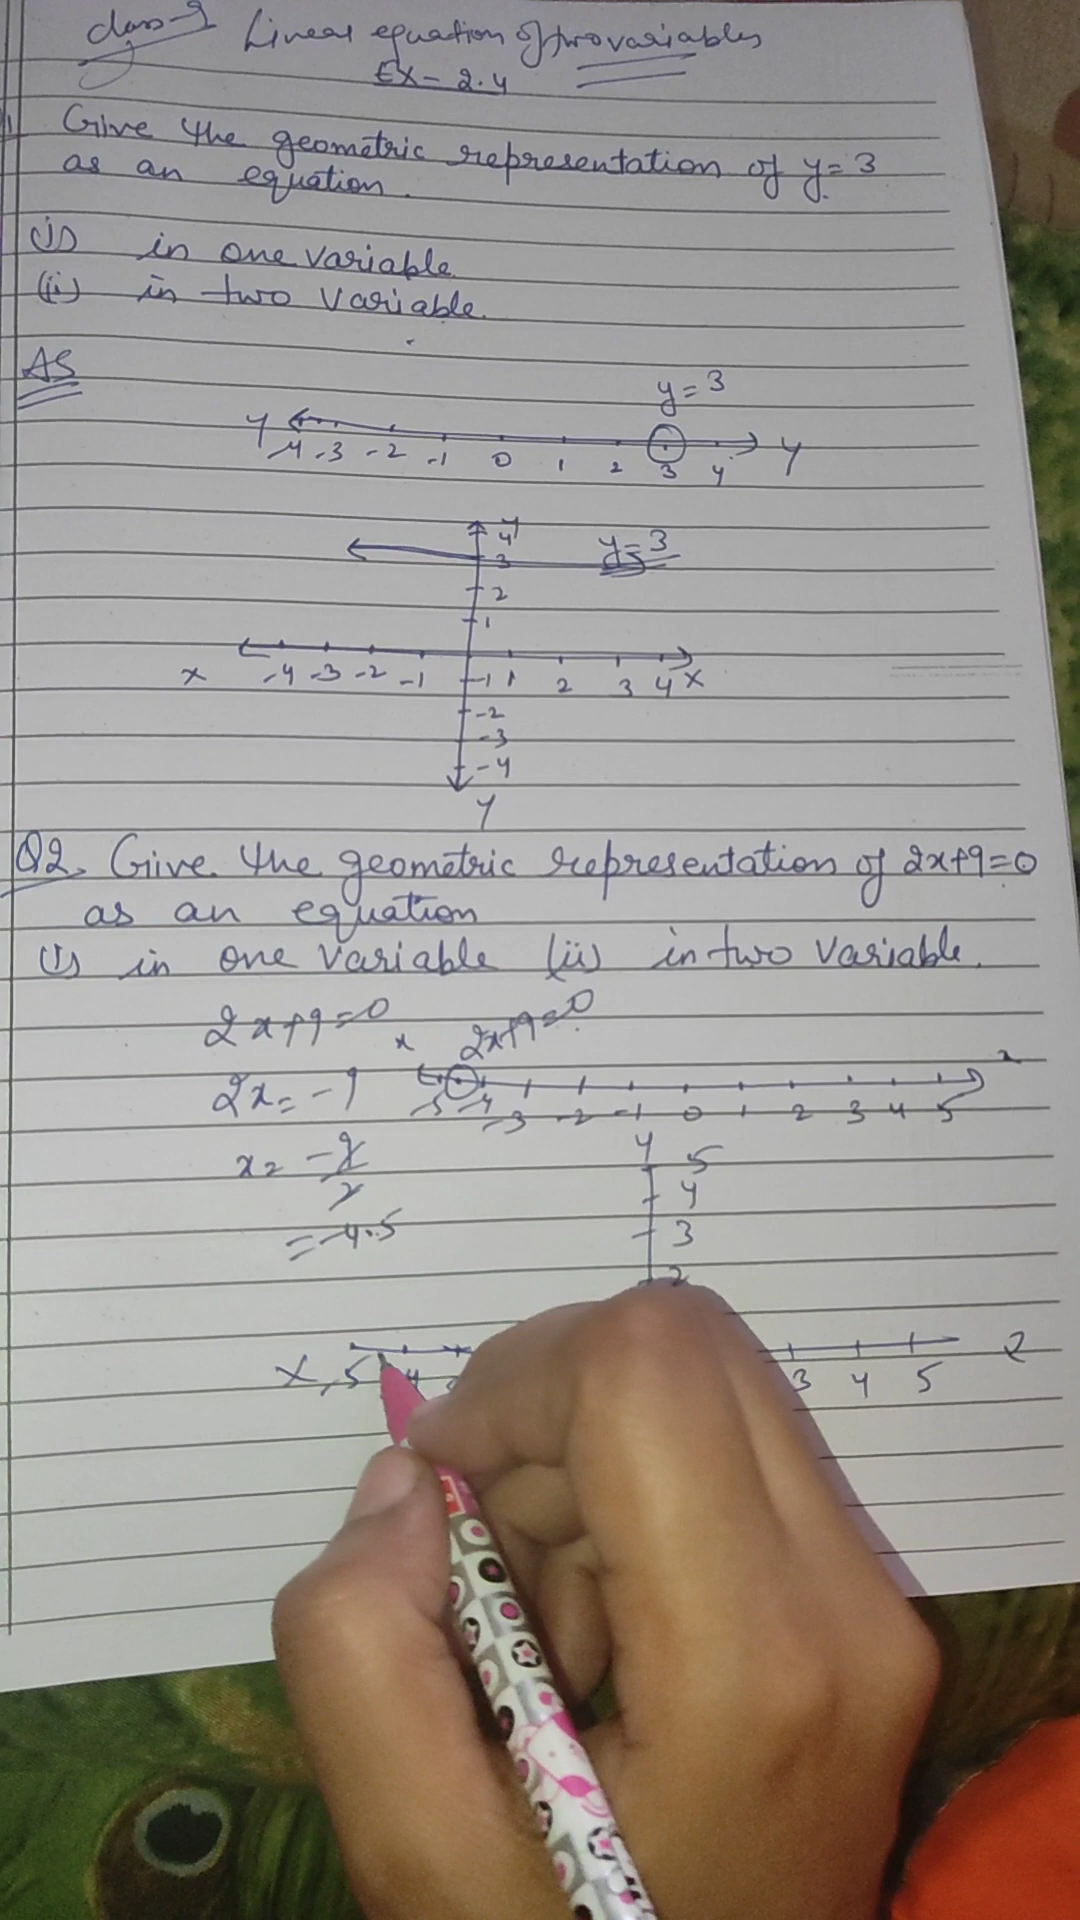 class-9 Linear equation of two variables
EX-2.4
1 Give the geometric representation of y=3
as an equation.
(i) in one variable
(ii) in two variable.
AS
y=3
Y -4 -3 -2 -1 0 1 2 3 4 Y
Y
4
3 y=3
2
1
x -4 -3 -2 -1 1 2 3 4 X
-1
-2
-3
-4
Y
Q2. Give the geometric representation of 2x+9=0
as an equation
(i) in one variable (ii) in two variable.
2x+9=0 x 2x+9=0 x
2x=-9 -5 -4 -3 -2 -1 0 1 2 3 4 5
x= -9/2
=-4.5
Y 5
4
3
2
X -5 4 3 4 5